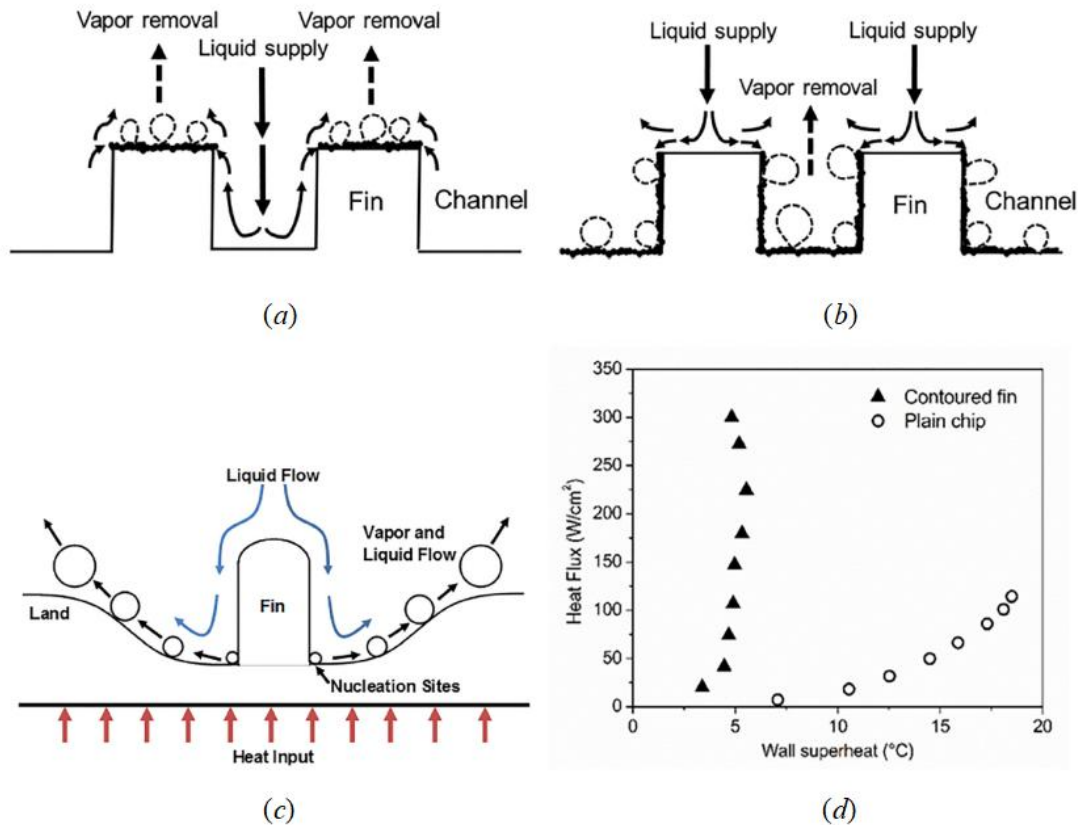 Vapor removal
Vapor removal
Liquid supply
Fin
Channel
(a)
Liquid supply
Liquid supply
Vapor removal
Fin
Channel
(b)
Liquid Flow
Vapor and
Liquid Flow
Land
Fin
Nucleation Sites
Heat Input
(c)
350
300
250
200
150
100
50
0
Heat Flux (W/cm²)
Contoured fin
Plain chip
0 5 10 15 20
Wall superheat (°C)
(d)